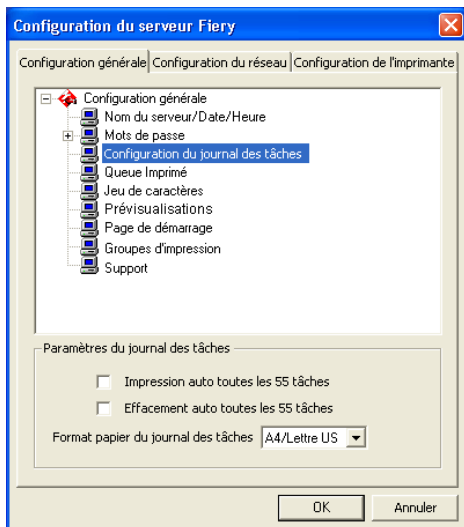 Configuration du serveur Fiery
Configuration générale Configuration du réseau Configuration de l'imprimante
Configuration générale
Nom du serveur/Date/Heure
Mots de passe
Configuration du journal des tâches
Queue Imprimé
Jeu de caractères
Prévisualisations
Page de démarrage
Groupes d'impression
Support
Paramètres du journal des tâches
Impression auto toutes les 55 tâches
Effacement auto toutes les 55 tâches
Format papier du journal des tâches A4/Lettre US
OK Annuler